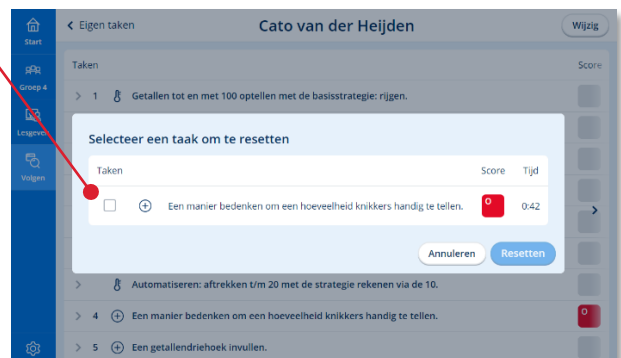 Eigen taken
Cato van der Heijden
Wijzig
Start
Groep 4
Lesgeven
Volgen
Taken
Score
1 Getallen tot en met 100 optellen met de basisstrategie: rijgen.
Selecteer een taak om te resetten
Taken
Score
Tijd
Een manier bedenken om een hoeveelheid knikkers handig te tellen.
O
0:42
Annuleren
Resetten
Automatiseren: aftrekken t/m 20 met de strategie rekenen via de 10.
4 Een manier bedenken om een hoeveelheid knikkers handig te tellen.
O
5 Een getallendriehoek invullen.